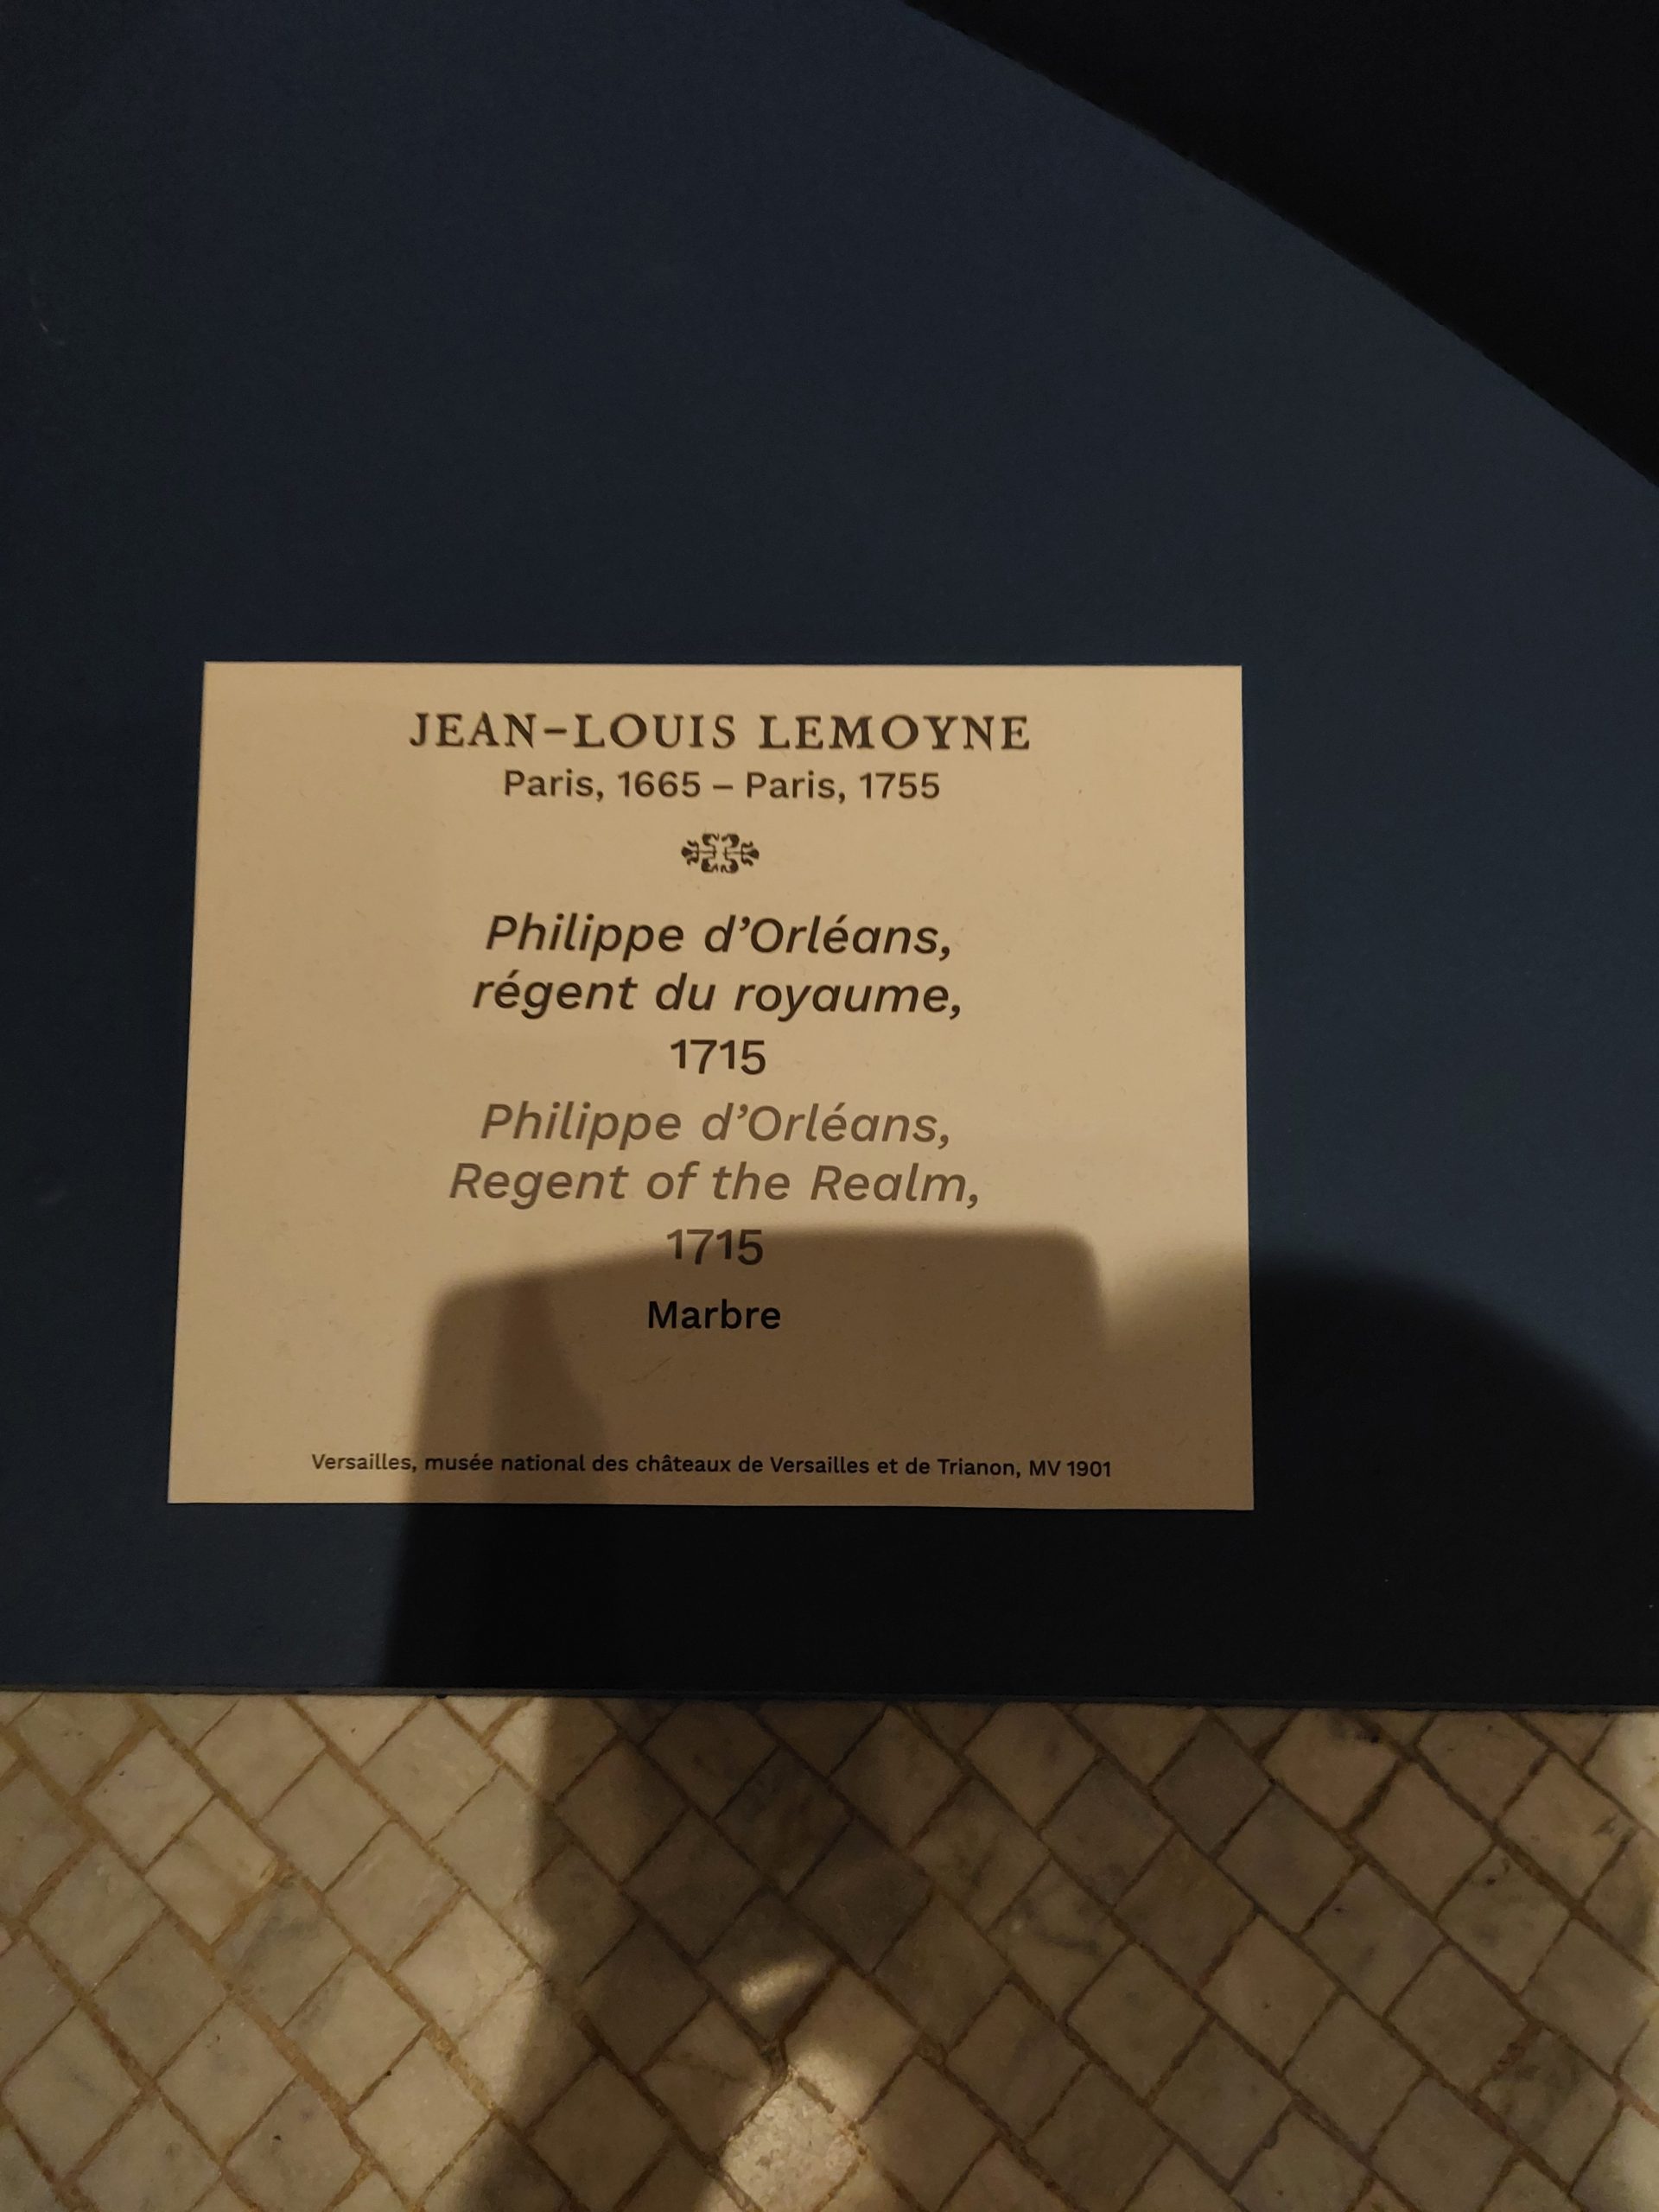 JEAN-LOUIS LEMOYNE
Paris, 1665 – Paris, 1755
Philippe d’Orléans,
régent du royaume,
1715
Philippe d’Orléans,
Regent of the Realm,
1715
Marbre
Versailles, musée national des châteaux de Versailles et de Trianon, MV 1901